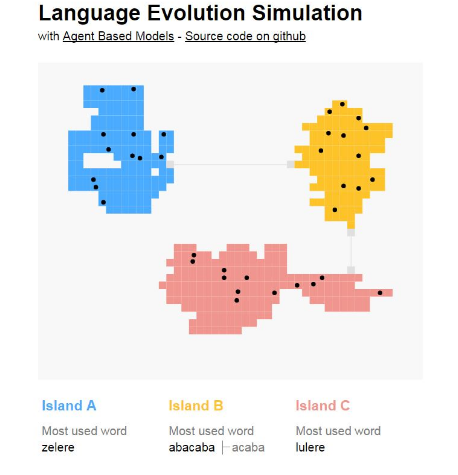 Language Evolution Simulation
with Agent Based Models - Source code on github
Island A
Most used word
zelere
Island B
Most used word
abacaba acaba
Island C
Most used word
lulere